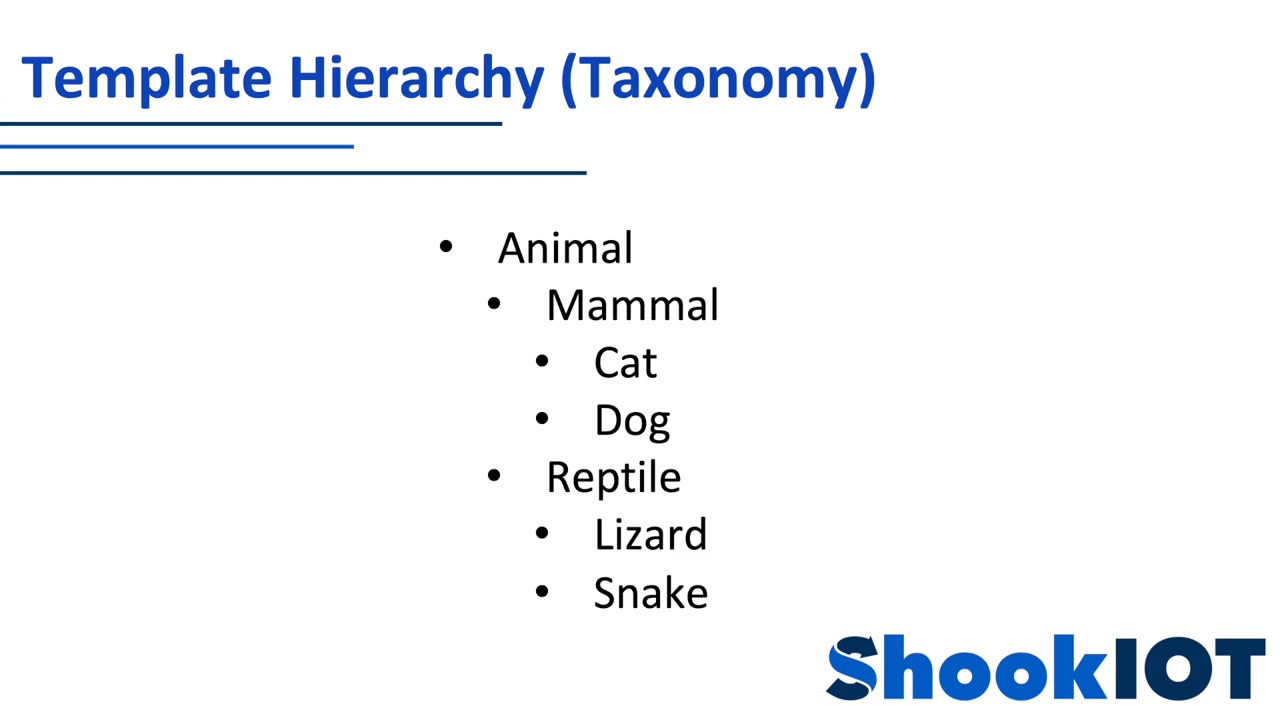 Template Hierarchy (Taxonomy)
• Animal
• Mammal
• Cat
• Dog
• Reptile
• Lizard
• Snake
ShookIOT